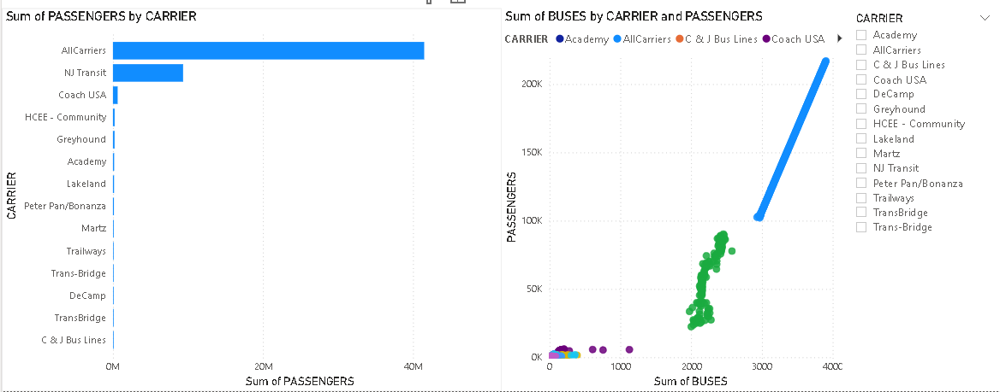 Sum of PASSENGERS by CARRIER
AllCarriers
NJ Transit
Coach USA
HCEE - Community
Greyhound
Academy
Lakeland
Peter Pan/Bonanza
Martz
Trailways
Trans-Bridge
DeCamp
TransBridge
C & J Bus Lines
CARRIER
0M 20M 40M
Sum of PASSENGERS
Sum of BUSES by CARRIER and PASSENGERS
CARRIER Academy AllCarriers C & J Bus Lines Coach USA
200K
150K
100K
50K
0K
PASSENGERS
0 1000 2000 3000 4000
Sum of BUSES
CARRIER
Academy
AllCarriers
C & J Bus Lines
Coach USA
DeCamp
Greyhound
HCEE - Community
Lakeland
Martz
NJ Transit
Peter Pan/Bonanza
Trailways
TransBridge
Trans-Bridge